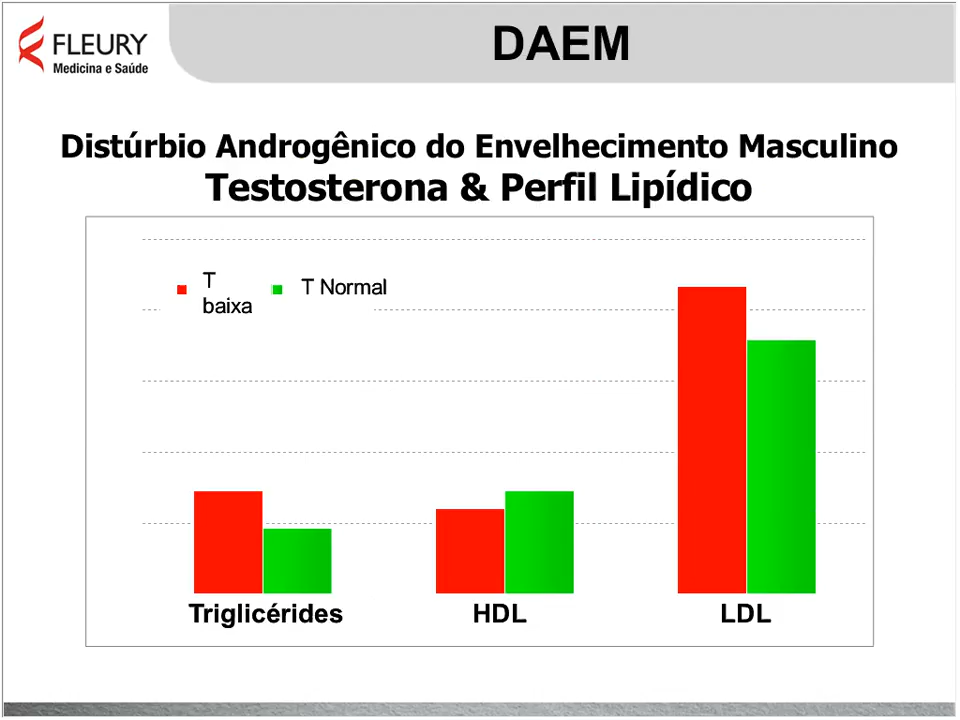 FLEURY
Medicina e Saúde
DAEM
Distúrbio Androgênico do Envelhecimento Masculino
Testosterona & Perfil Lipídico
T
baixa
T Normal
Triglicérides HDL LDL